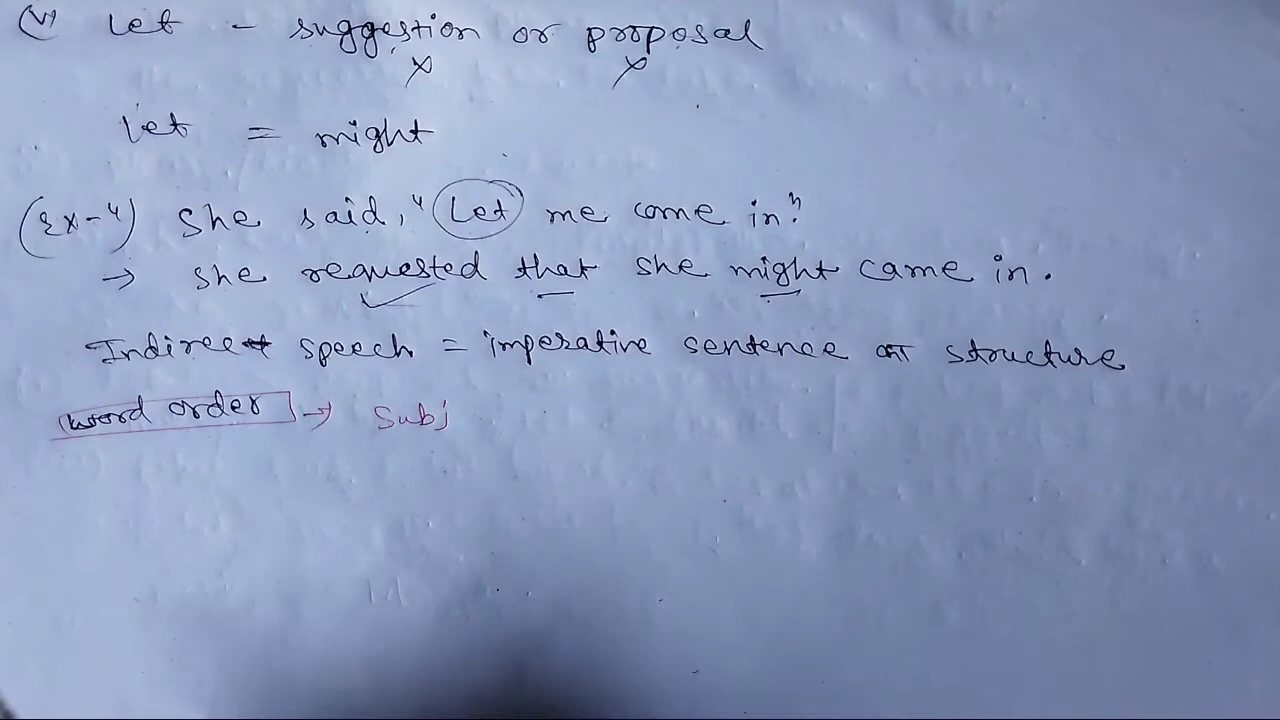 (V) Let - suggestion or proposal
x x
Let = might
(Ex-4) She said, "Let me come in".
→ She requested that she might came in.
Indirect speech = imperative sentence এর structure
word order → Subj